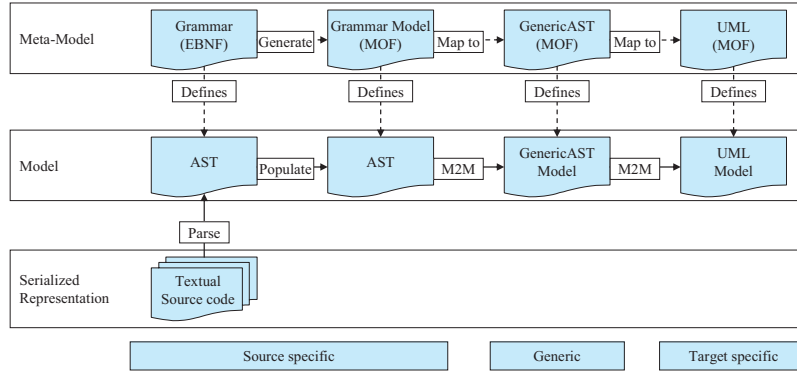 Meta-Model
Grammar
(EBNF)
Generate
Grammar Model
(MOF)
Map to
GenericAST
(MOF)
Map to
UML
(MOF)
Defines
Defines
Defines
Defines
Model
AST
Populate
AST
M2M
GenericAST
Model
M2M
UML
Model
Parse
Serialized
Representation
Textual
Source code
Source specific
Generic
Target specific